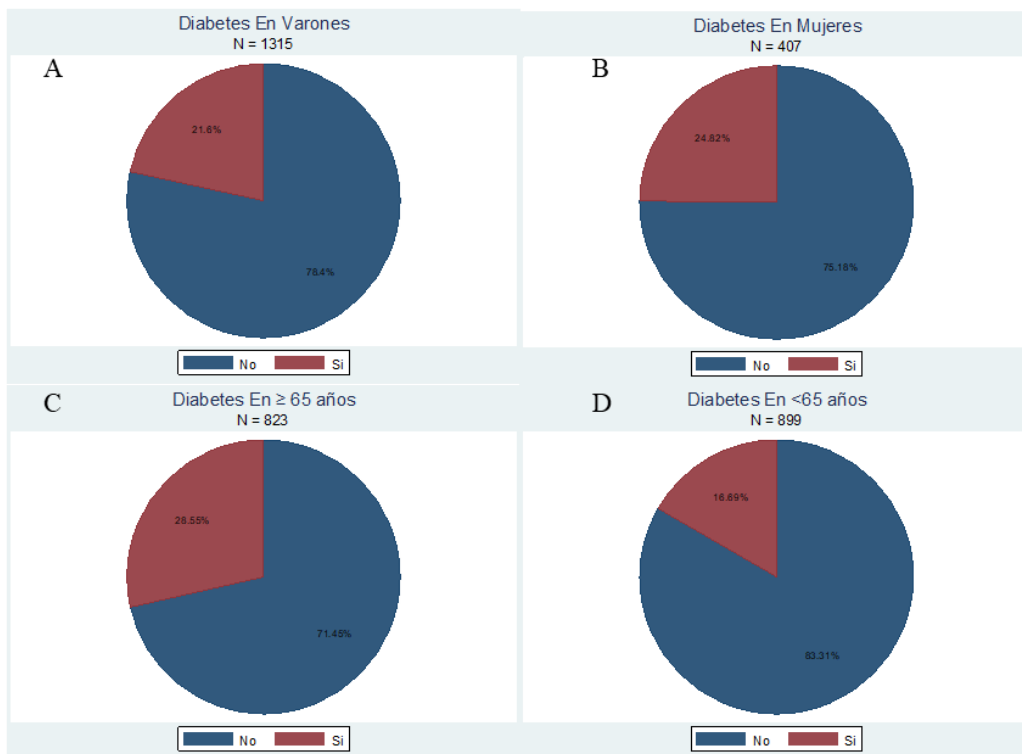 Diabetes En Varones
N = 1315
A
21.6%
78.4%
No Si
Diabetes En Mujeres
N = 407
B
24.82%
75.18%
No Si
Diabetes En ≥ 65 años
N = 823
C
28.55%
71.45%
No Si
Diabetes En <65 años
N = 899
D
16.69%
83.31%
No Si